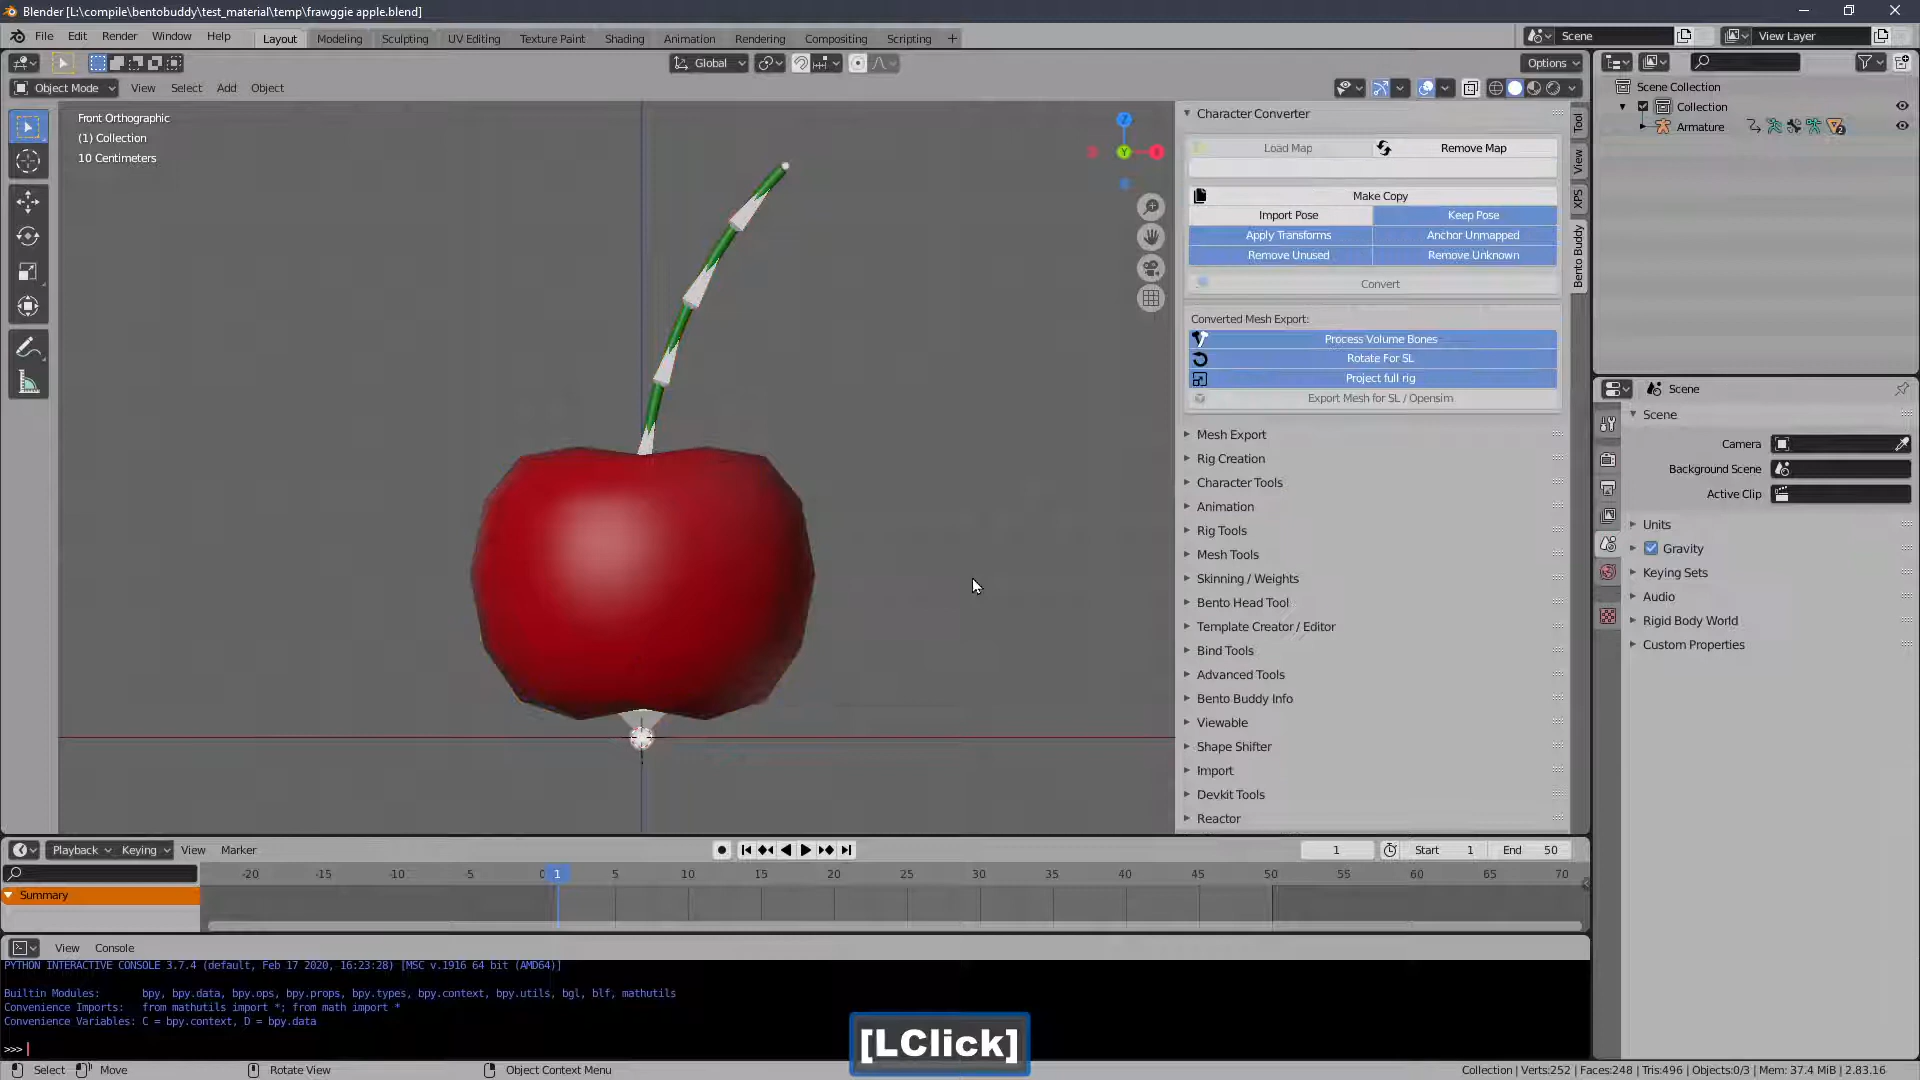 Blender [L:\compile\bentobuddy\test_material\temp\frawggie apple.blend]
File Edit Render Window Help Layout Modeling Sculpting UV Editing Texture Paint Shading Animation Rendering Compositing Scripting + Scene View Layer
Global Options
Object Mode View Select Add Object
Front Orthographic
(1) Collection
10 Centimeters
Z
Y
Character Converter
Load Map Remove Map
Make Copy
Import Pose Keep Pose
Apply Transforms Anchor Unmapped
Remove Unused Remove Unknown
Convert
Converted Mesh Export:
Process Volume Bones
Rotate For SL
Project full rig
Export Mesh for SL / Opensim
Mesh Export
Rig Creation
Character Tools
Animation
Rig Tools
Mesh Tools
Skinning / Weights
Bento Head Tool
Template Creator / Editor
Bind Tools
Advanced Tools
Bento Buddy Info
Viewable
Shape Shifter
Import
Devkit Tools
Reactor
Tool
View
XPS
Bento Buddy
Scene Collection
Collection
Armature 2
Scene
Scene
Camera
Background Scene
Active Clip
Units
Gravity
Keying Sets
Audio
Rigid Body World
Custom Properties
Playback Keying View Marker 1 Start 1 End 50
-20 -15 -10 -5 0 1 5 10 15 20 25 30 35 40 45 50 55 60 65 70
Summary
View Console
PYTHON INTERACTIVE CONSOLE 3.7.4 (default, Feb 17 2020, 16:23:28) [MSC v.1916 64 bit (AMD64)]
Builtin Modules: bpy, bpy.data, bpy.ops, bpy.props, bpy.types, bpy.context, bpy.utils, bgl, blf, mathutils
Convenience Imports: from mathutils import *; from math import *
Convenience Variables: C = bpy.context, D = bpy.data
>>>
[LClick]
Select Move Rotate View Object Context Menu Collection | Verts:252 | Faces:248 | Tris:496 | Objects:0/3 | Mem: 37.4 MiB | 2.83.16